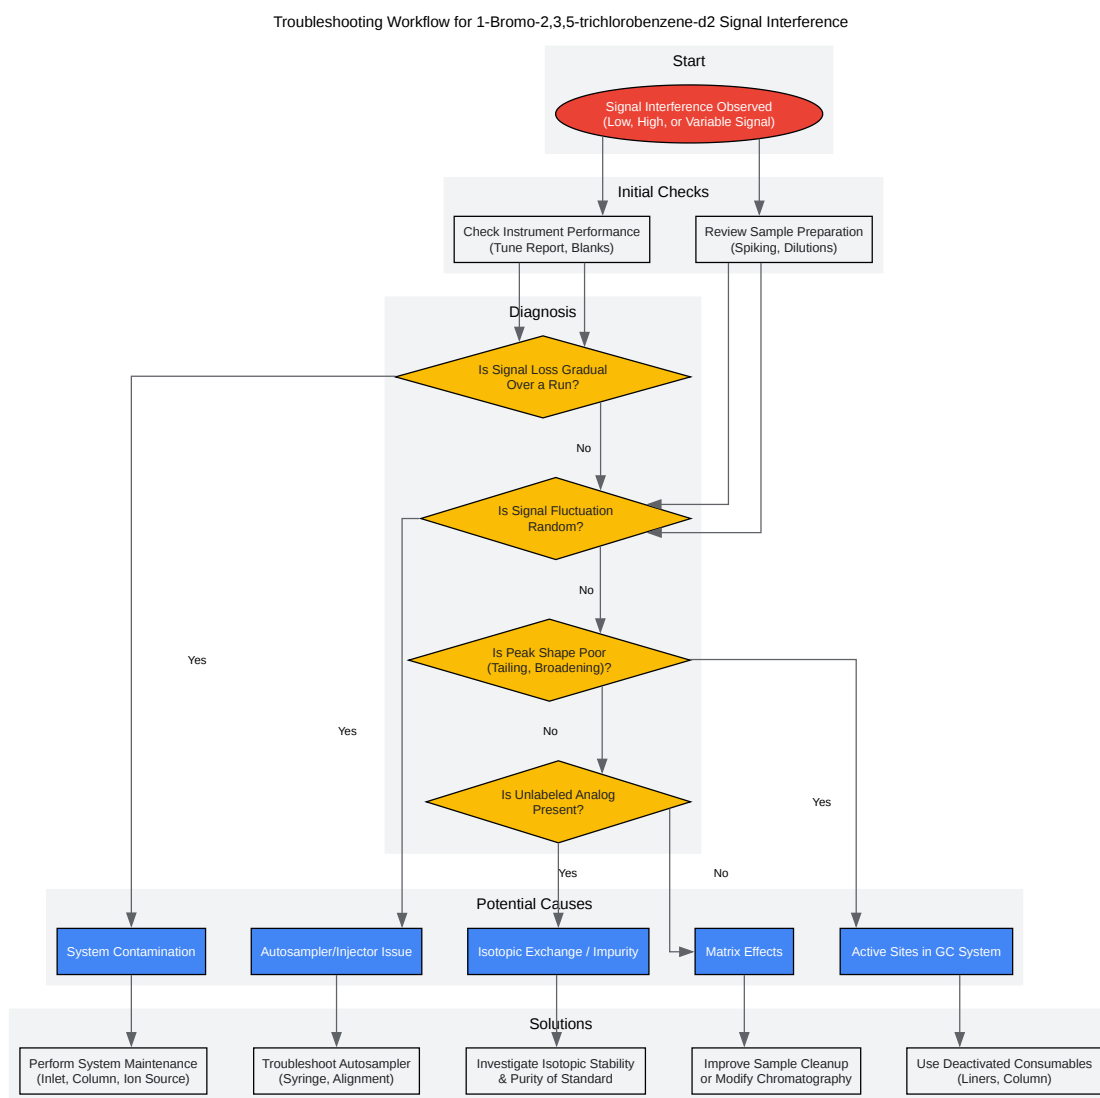 Troubleshooting Workflow for 1-Bromo-2,3,5-trichlorobenzene-d2 Signal Interference
Start
Signal Interference Observed
(Low, High, or Variable Signal)
Initial Checks
Check Instrument Performance
(Tune Report, Blanks)
Review Sample Preparation
(Spiking, Dilutions)
Diagnosis
Is Signal Loss Gradual
Over a Run?
No
Is Signal Fluctuation
Random?
No
Is Peak Shape Poor
(Tailing, Broadening)?
Yes
Yes
No
Is Unlabeled Analog
Present?
Yes
Yes
No
Potential Causes
System Contamination
Autosampler/Injector Issue
Isotopic Exchange / Impurity
Matrix Effects
Active Sites in GC System
Solutions
Perform System Maintenance
(Inlet, Column, Ion Source)
Troubleshoot Autosampler
(Syringe, Alignment)
Investigate Isotopic Stability
& Purity of Standard
Improve Sample Cleanup
or Modify Chromatography
Use Deactivated Consumables
(Liners, Column)